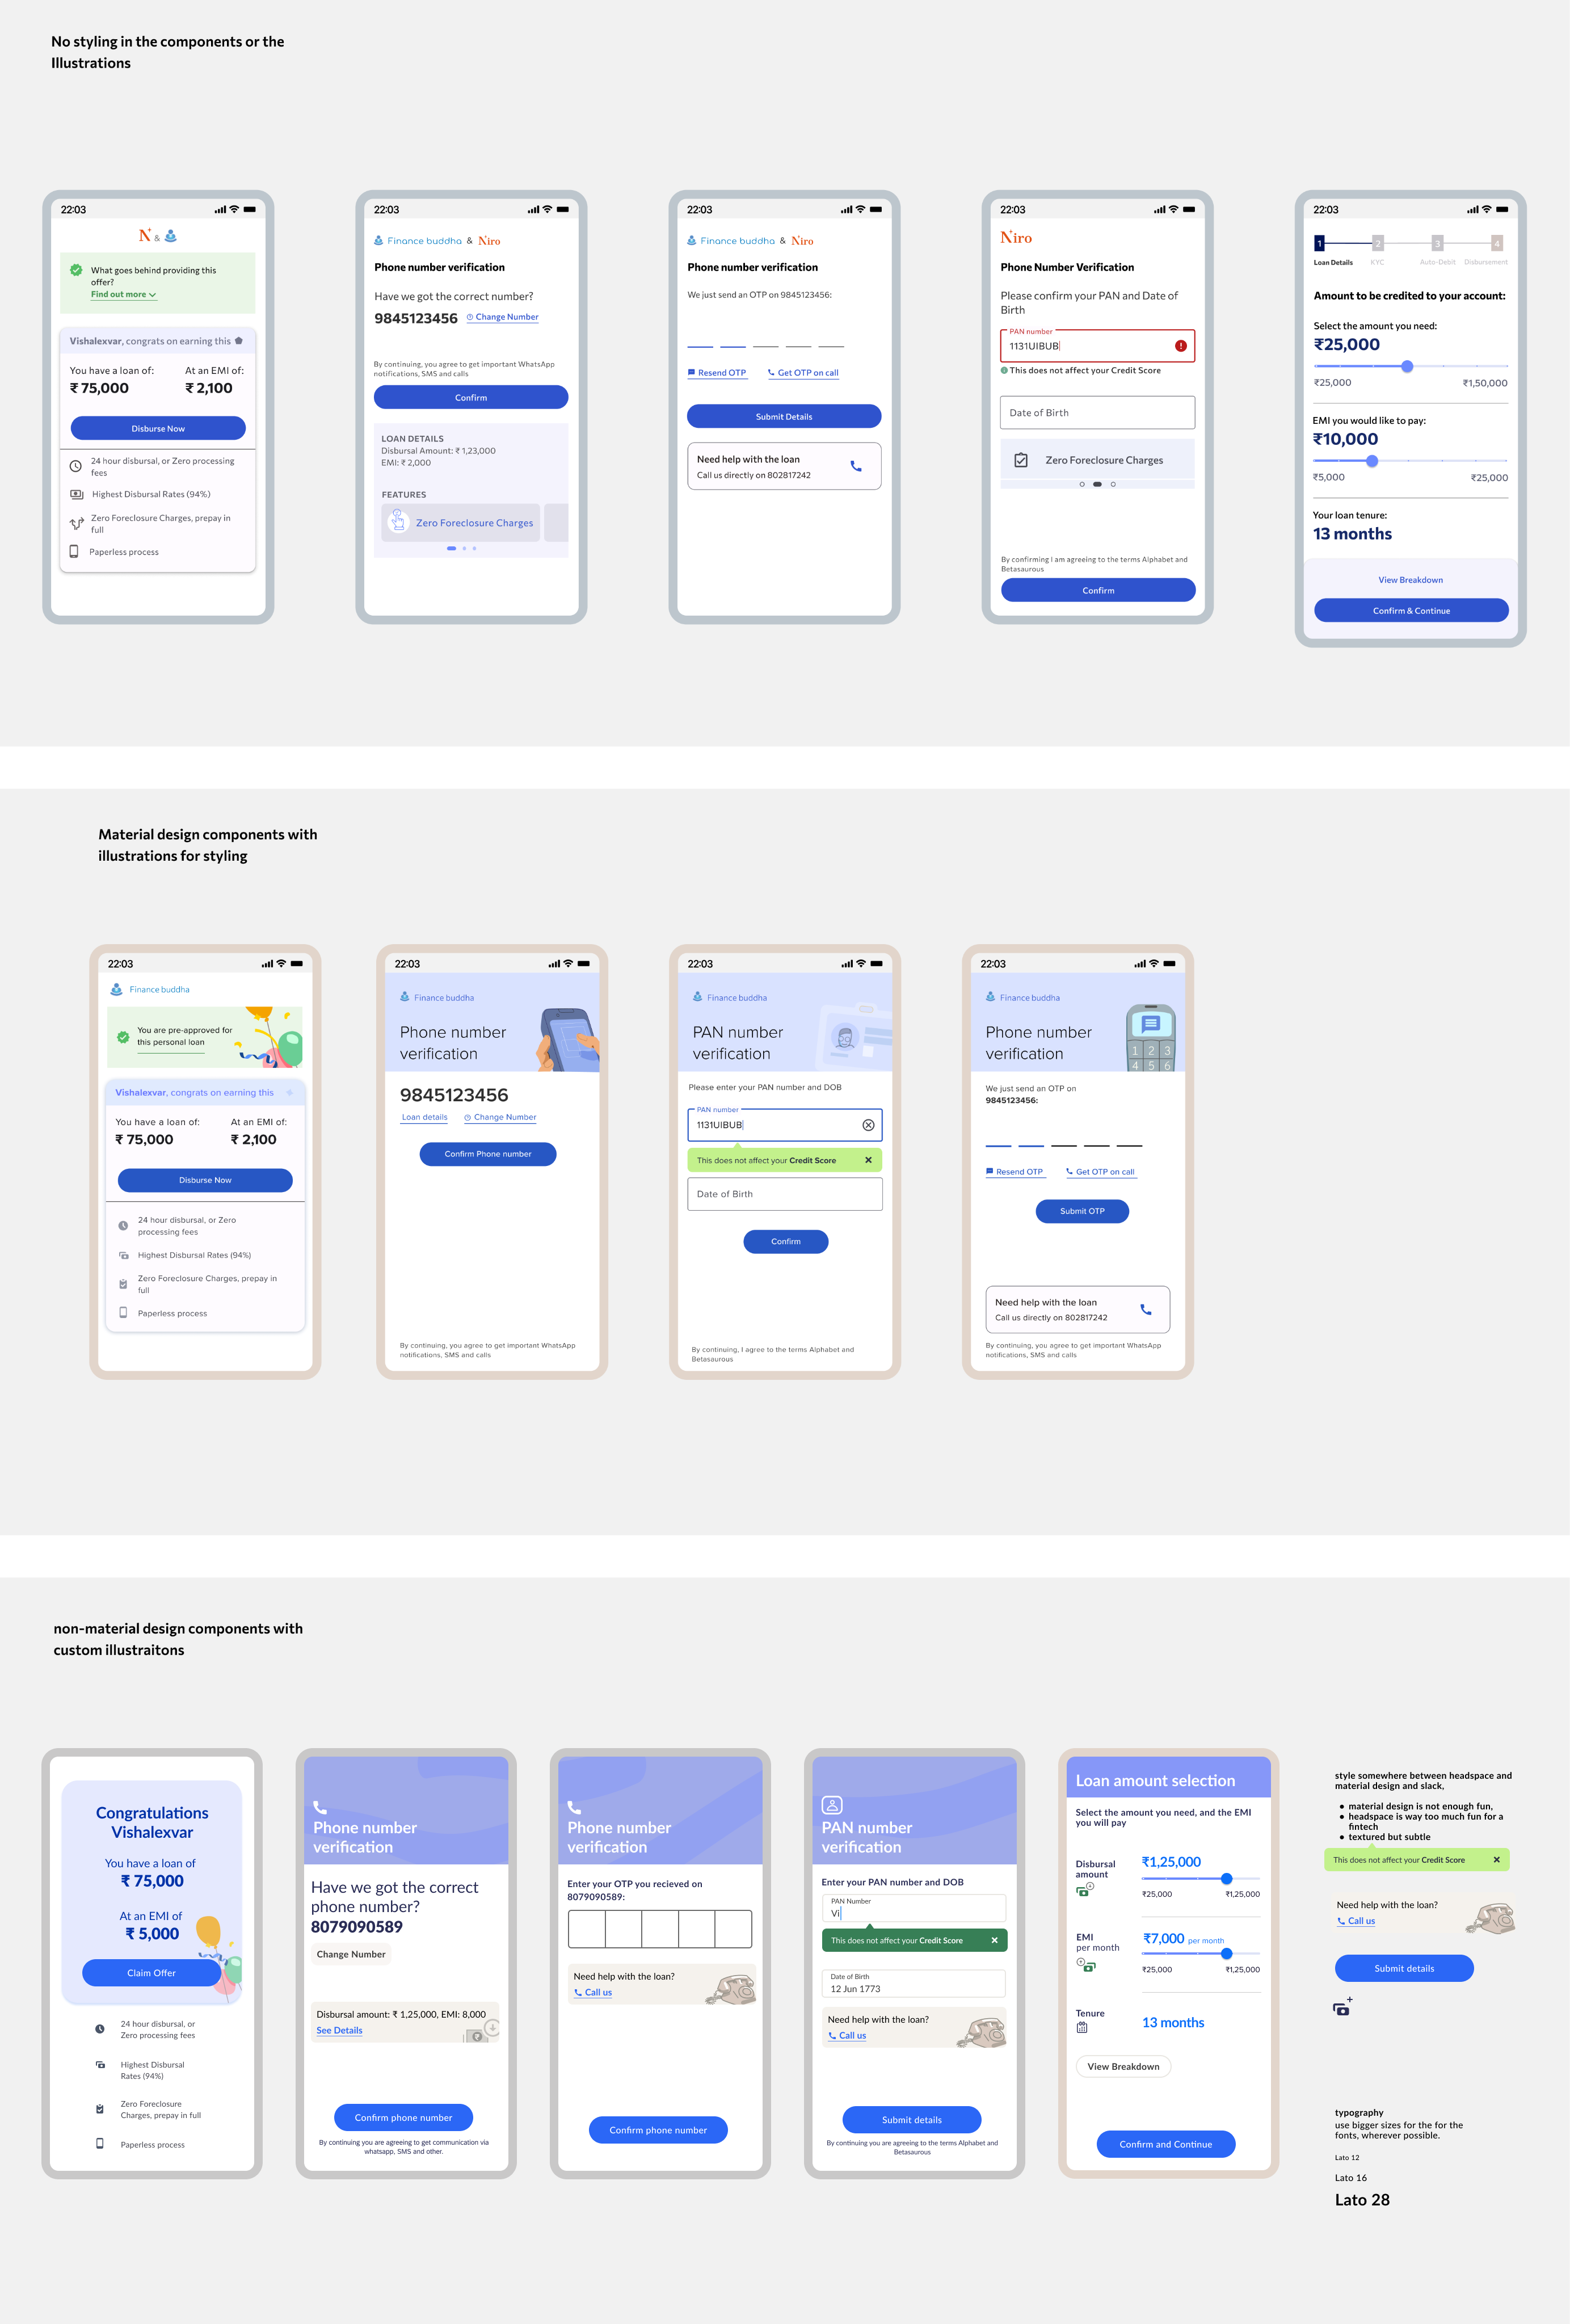 No styling in the components or the
Illustrations
22:03
N & 
What goes behind providing this
offer?
Find out more
Vishalexvar, congrats on earning this
You have a loan of:
₹ 75,000
At an EMI of:
₹ 2,100
Disburse Now
24 hour disbursal, or Zero processing
fees
Highest Disbursal Rates (94%)
Zero Foreclosure Charges, prepay in
full
Paperless process
22:03
Finance buddha & Niro
Phone number verification
Have we got the correct number?
9845123456 Change Number
By continuing, you agree to get important WhatsApp
notifications, SMS and calls
Confirm
LOAN DETAILS
Disbursal Amount: ₹ 1,23,000
EMI: ₹ 2,000
FEATURES
Zero Foreclosure Charges
22:03
Finance buddha & Niro
Phone number verification
We just send an OTP on 9845123456:
Resend OTP Get OTP on call
Submit Details
Need help with the loan
Call us directly on 802817242
22:03
Niro
Phone Number Verification
Please confirm your PAN and Date of
Birth
PAN number
1131UIBUB
This does not affect your Credit Score
Date of Birth
Zero Foreclosure Charges
By confirming I am agreeing to the terms Alphabet and
Betasaurous
Confirm
22:03
1 2 3 4
Loan Details KYC Auto-Debit Disbursement
Amount to be credited to your account:
Select the amount you need:
₹25,000
₹25,000 ₹1,50,000
EMI you would like to pay:
₹10,000
₹5,000 ₹25,000
Your loan tenure:
13 months
View Breakdown
Confirm & Continue
Material design components with
illustrations for styling
22:03
Finance buddha
You are pre-approved for
this personal loan
Vishalexvar, congrats on earning this
You have a loan of:
₹ 75,000
At an EMI of:
₹ 2,100
Disburse Now
24 hour disbursal, or Zero
processing fees
Highest Disbursal Rates (94%)
Zero Foreclosure Charges, prepay in
full
Paperless process
22:03
Finance buddha
Phone number
verification
9845123456
Loan details Change Number
Confirm Phone number
By continuing, you agree to get important WhatsApp
notifications, SMS and calls
22:03
Finance buddha
PAN number
verification
Please enter your PAN number and DOB
PAN number
1131UIBUB
This does not affect your Credit Score
Date of Birth
Confirm
By continuing, I agree to the terms Alphabet and
Betasaurous
22:03
Finance buddha
Phone number
verification
1 2 3
4 5 6
We just send an OTP on
9845123456:
Resend OTP Get OTP on call
Submit OTP
Need help with the loan
Call us directly on 802817242
By continuing, you agree to get important WhatsApp
notifications, SMS and calls
non-material design components with
custom illustraitons
Congratulations
Vishalexvar
You have a loan of
₹ 75,000
At an EMI of
₹ 5,000
Claim Offer
24 hour disbursal, or
Zero processing fees
Highest Disbursal
Rates (94%)
Zero Foreclosure
Charges, prepay in full
Paperless process
Phone number
verification
Have we got the correct
phone number?
8079090589
Change Number
Disbursal amount: ₹ 1,25,000, EMI: 8,000
See Details
Confirm phone number
By continuing you are agreeing to get communication via
whatsapp, SMS and other.
Phone number
verification
Enter your OTP you recieved on
8079090589:
Need help with the loan?
Call us
Confirm phone number
PAN number
verification
Enter your PAN number and DOB
PAN Number
Vi
This does not affect your Credit Score
Date of Birth
12 Jun 1773
Need help with the loan?
Call us
Submit details
By continuing you are agreeing to the terms Alphabet and
Betasaurous
Loan amount selection
Select the amount you need, and the EMI
you will pay
Disbursal
amount
₹1,25,000
₹25,000 ₹1,25,000
EMI
per month
₹7,000 per month
₹25,000 ₹1,25,000
Tenure
13 months
View Breakdown
Confirm and Continue
style somewhere between headspace and
material design and slack,
• material design is not enough fun,
• headspace is way too much fun for a
fintech
• textured but subtle
This does not affect your Credit Score
Need help with the loan?
Call us
Submit details
typography
use bigger sizes for the for the
fonts, wherever possible.
Lato 12
Lato 16
Lato 28